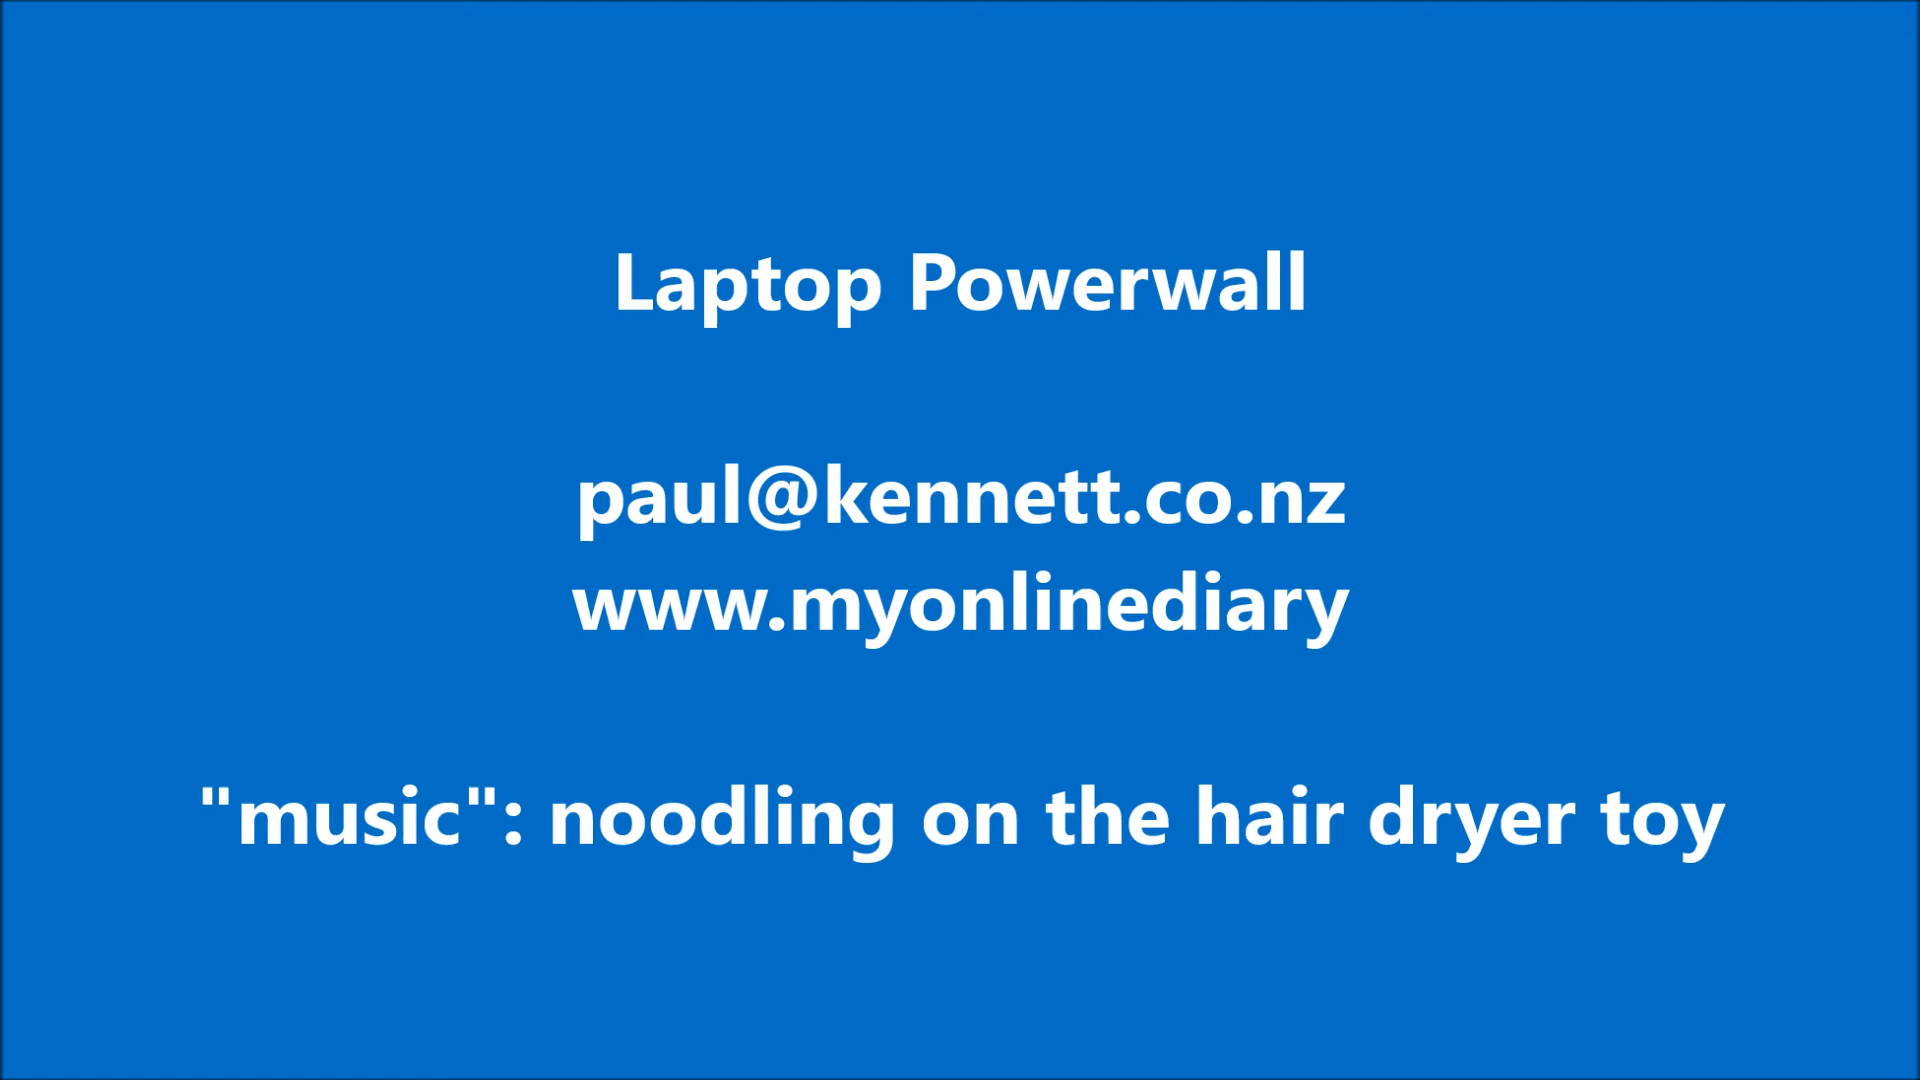 Laptop Powerwall
paul@kennett.co.nz
www.myonlinediary
"music": noodling on the hair dryer toy